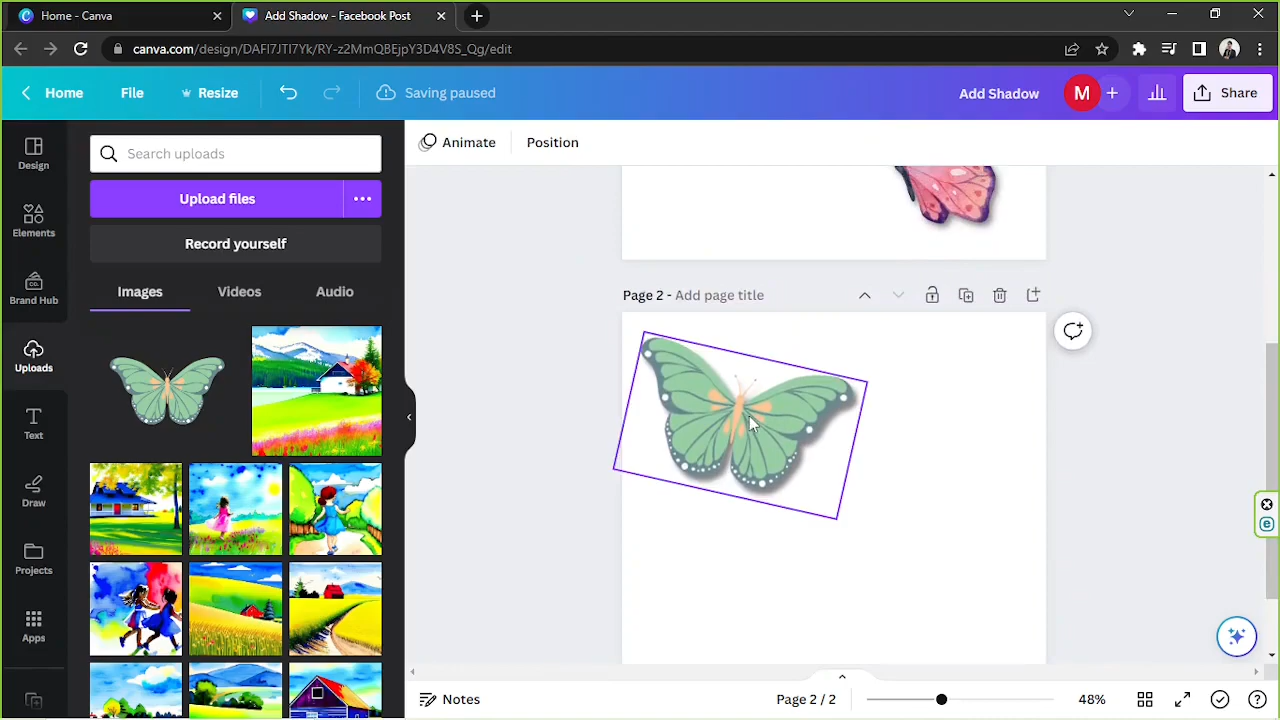 Home - Canva
Add Shadow - Facebook Post
canva.com/design/DAFI7JTI7Yk/RY-z2MmQBEjpY3D4V8S_Qg/edit
Home
File
Resize
Saving paused
Add Shadow
M
Share
Design
Elements
Brand Hub
Uploads
Text
Draw
Projects
Apps
Search uploads
Upload files
Record yourself
Images
Videos
Audio
Animate
Position
Page 2 - Add page title
Notes
Page 2 / 2
48%